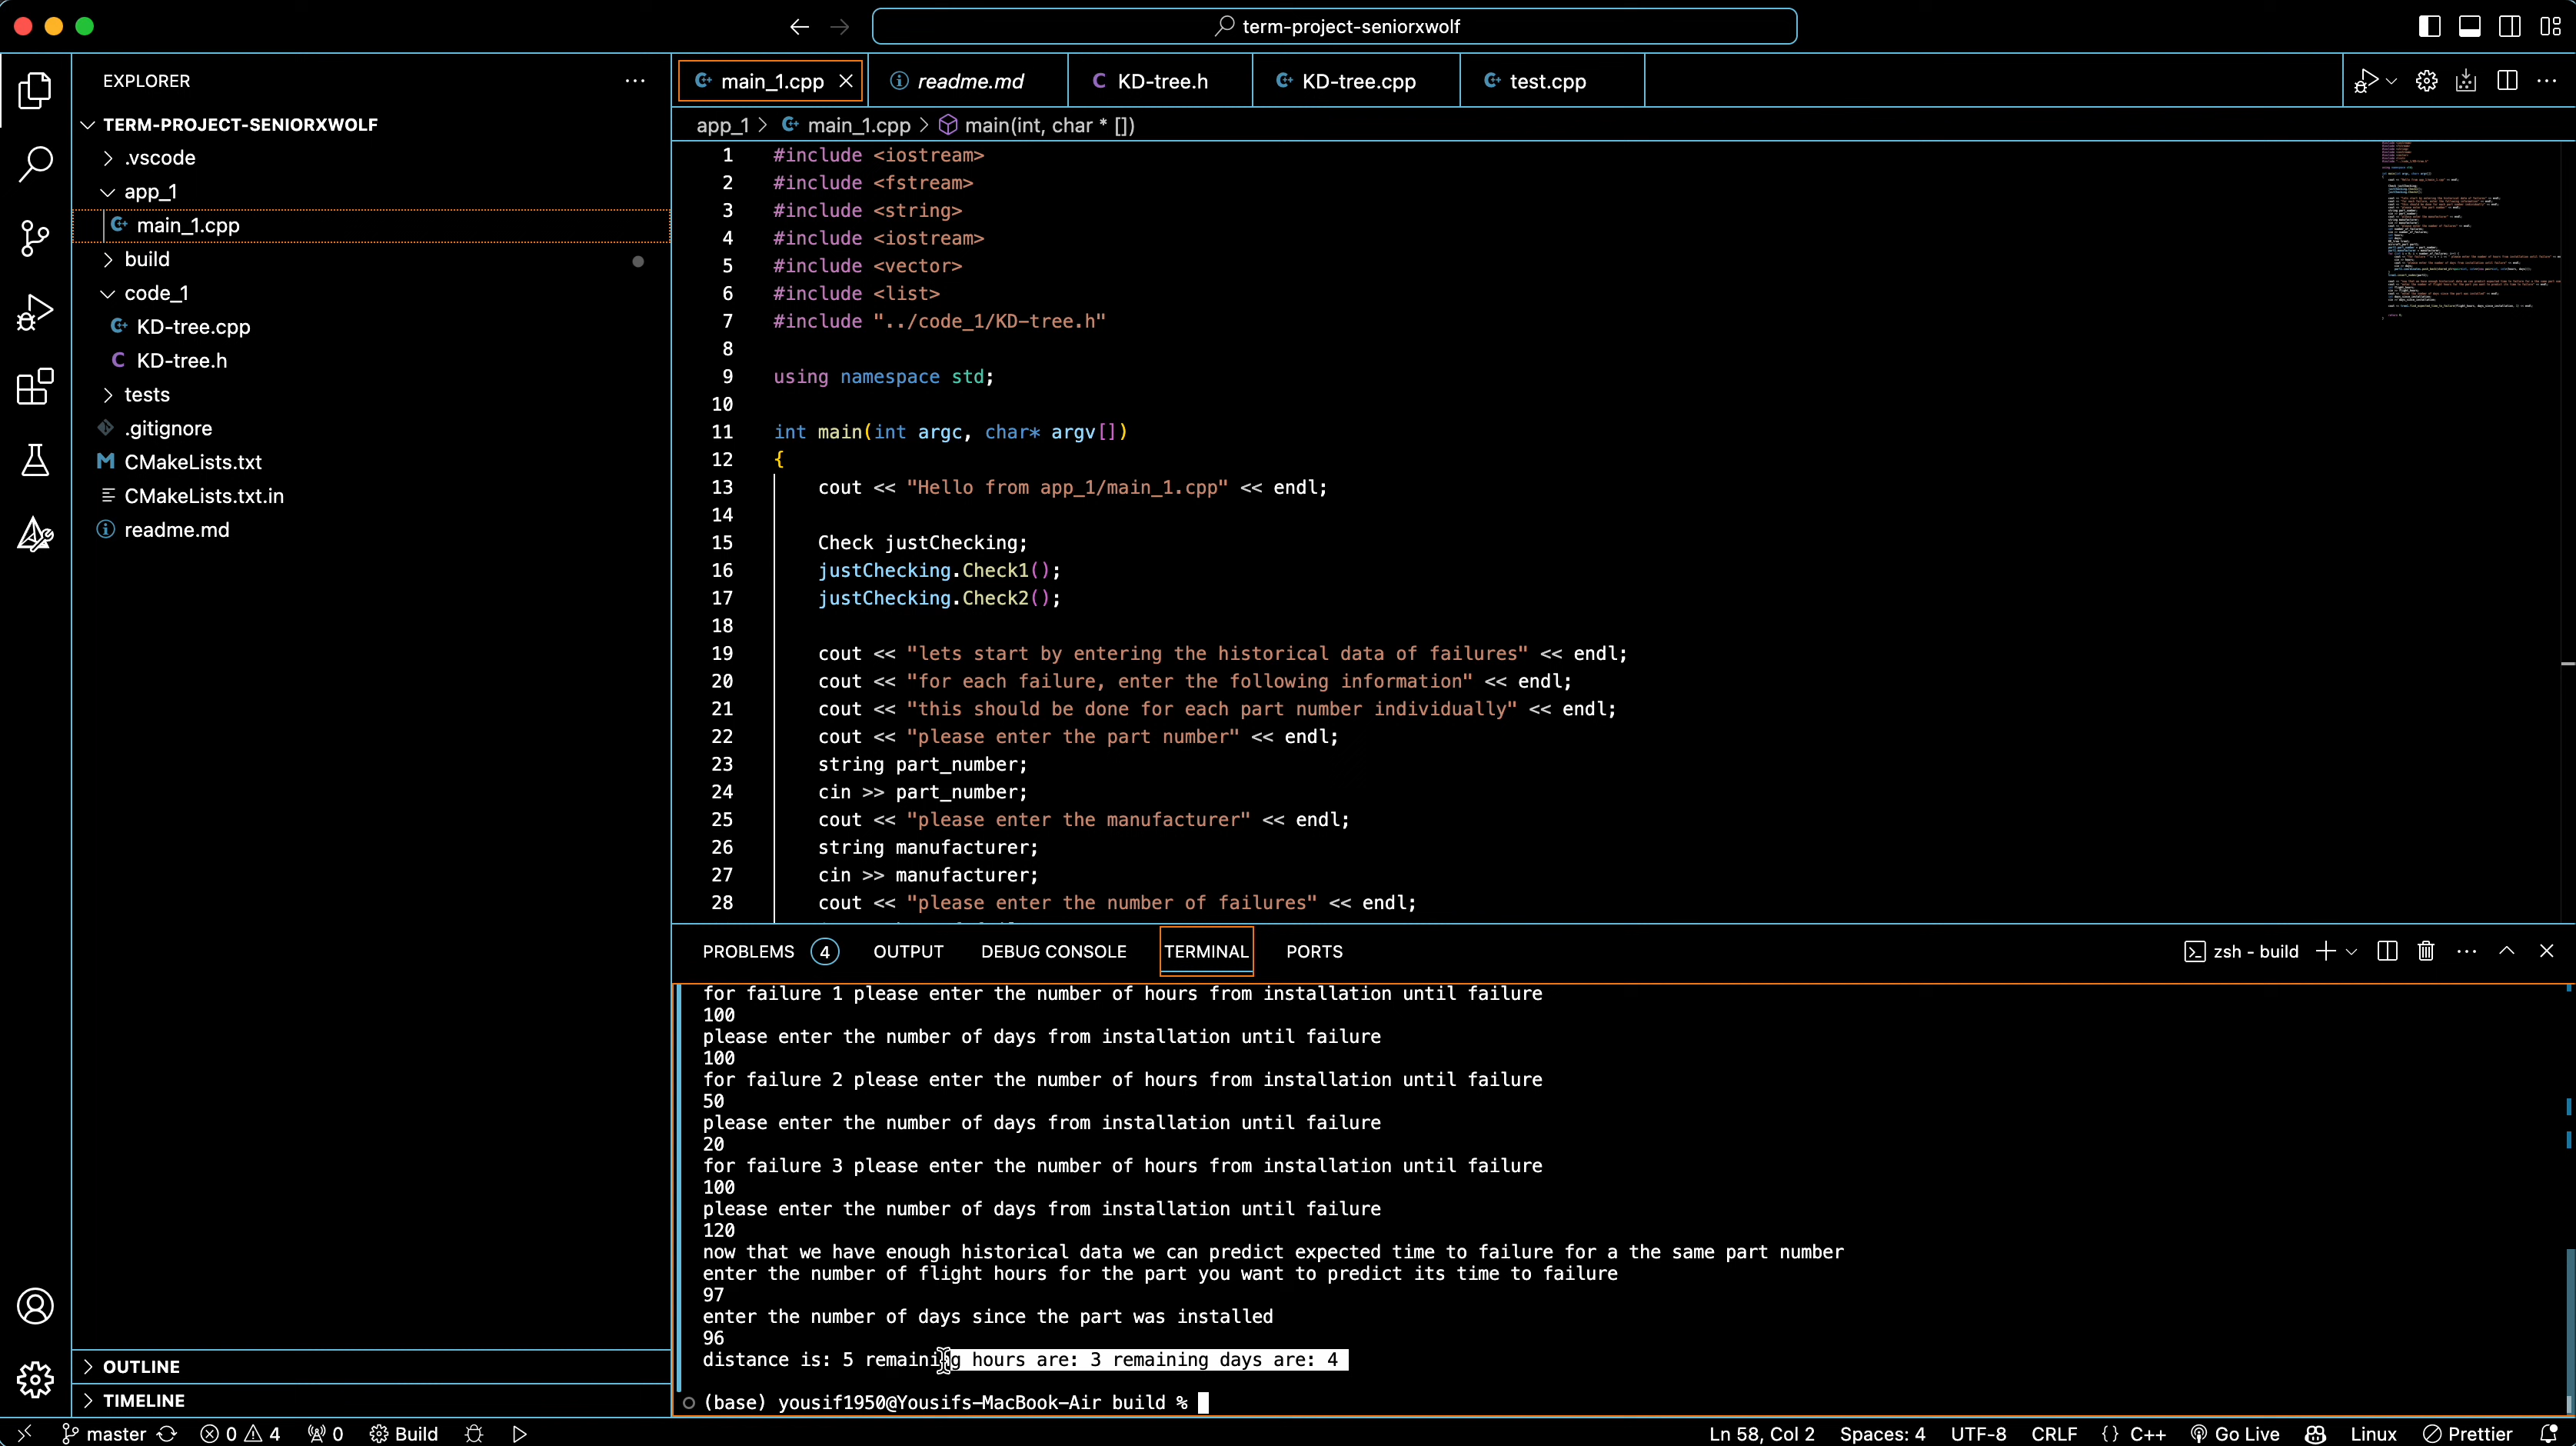 term-project-seniorxwolf
EXPLORER
TERM-PROJECT-SENIORXWOLF
.vscode
app_1
main_1.cpp
build
code_1
KD-tree.cpp
KD-tree.h
tests
.gitignore
CMakeLists.txt
CMakeLists.txt.in
readme.md
OUTLINE
TIMELINE
main_1.cpp readme.md KD-tree.h KD-tree.cpp test.cpp
app_1 > main_1.cpp > main(int, char * [])
1 #include <iostream>
2 #include <fstream>
3 #include <string>
4 #include <iostream>
5 #include <vector>
6 #include <list>
7 #include "../code_1/KD-tree.h"
8
9 using namespace std;
10
11 int main(int argc, char* argv[])
12 {
13 cout << "Hello from app_1/main_1.cpp" << endl;
14
15 Check justChecking;
16 justChecking.Check1();
17 justChecking.Check2();
18
19 cout << "lets start by entering the historical data of failures" << endl;
20 cout << "for each failure, enter the following information" << endl;
21 cout << "this should be done for each part number individually" << endl;
22 cout << "please enter the part number" << endl;
23 string part_number;
24 cin >> part_number;
25 cout << "please enter the manufacturer" << endl;
26 string manufacturer;
27 cin >> manufacturer;
28 cout << "please enter the number of failures" << endl;
PROBLEMS 4 OUTPUT DEBUG CONSOLE TERMINAL PORTS
zsh - build
for failure 1 please enter the number of hours from installation until failure
100
please enter the number of days from installation until failure
100
for failure 2 please enter the number of hours from installation until failure
50
please enter the number of days from installation until failure
20
for failure 3 please enter the number of hours from installation until failure
100
please enter the number of days from installation until failure
120
now that we have enough historical data we can predict expected time to failure for a the same part number
enter the number of flight hours for the part you want to predict its time to failure
97
enter the number of days since the part was installed
96
distance is: 5 remaining hours are: 3 remaining days are: 4
(base) yousif1950@Yousifs-MacBook-Air build %
master 0 4 0 Build
Ln 58, Col 2 Spaces: 4 UTF-8 CRLF {} C++ Go Live Linux Prettier